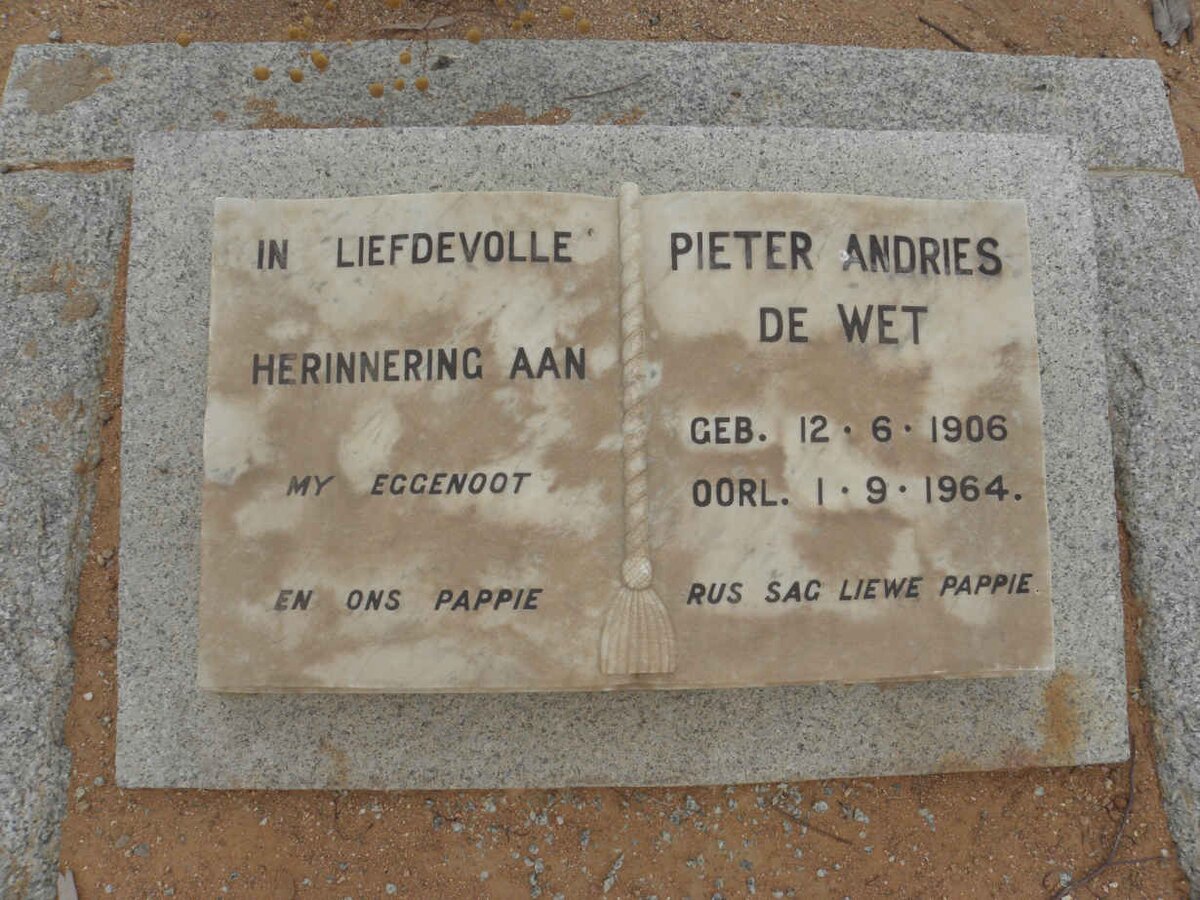 IN LIEFDEVOLLE
HERINNERING AAN
MY EGGENOOT
EN ONS PAPPIE
PIETER ANDRIES
DE WET
GEB. 12 · 6 · 1906
OORL. 1 · 9 · 1964.
RUS SAG LIEWE PAPPIE